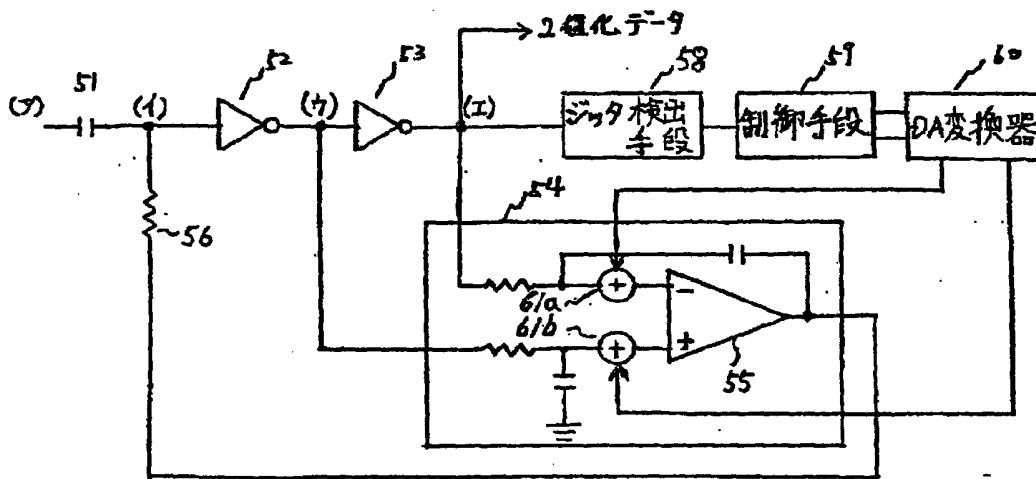 2値化データ
51
52
53
58
59
60
(ア)
(イ)
(ウ)
(エ)
ジッタ検出
手段
制御手段
DA変換器
54
56
61a
61b
-
+
+
+
55